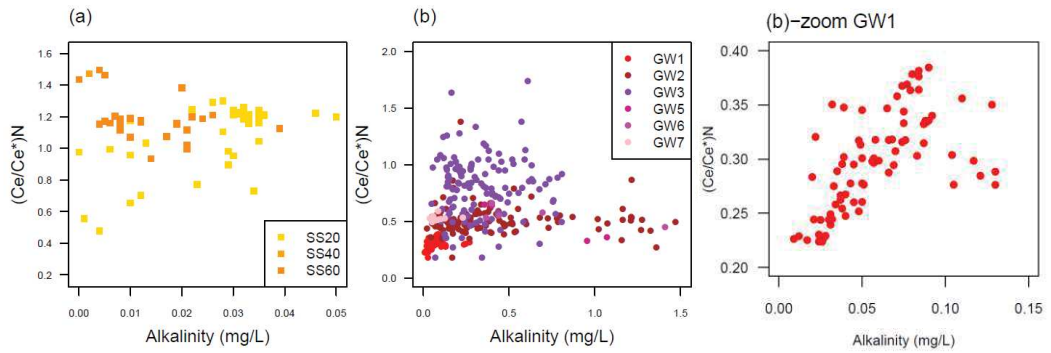 (a)
(Ce/Ce*)N
1.6
1.4
1.2
1.0
0.8
0.6
0.4
0.2
0.00
0.01
0.02
0.03
0.04
0.05
Alkalinity (mg/L)
SS20
SS40
SS60
(b)
(Ce/Ce*)N
2.0
1.5
1.0
0.5
0.0
0.0
0.5
1.0
1.5
Alkalinity (mg/L)
GW1
GW2
GW3
GW5
GW6
GW7
(b)−zoom GW1
(Ce/Ce*)N
0.40
0.35
0.30
0.25
0.20
0.00
0.05
0.10
0.15
Alkalinity (mg/L)